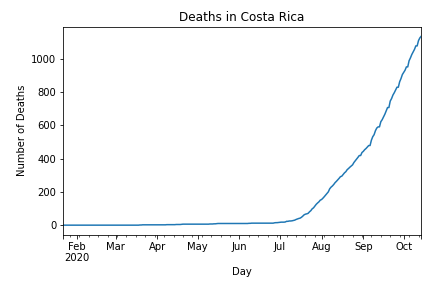 Deaths in Costa Rica
Number of Deaths
1000
800
600
400
200
0
Feb Mar Apr May Jun Jul Aug Sep Oct
2020
Day